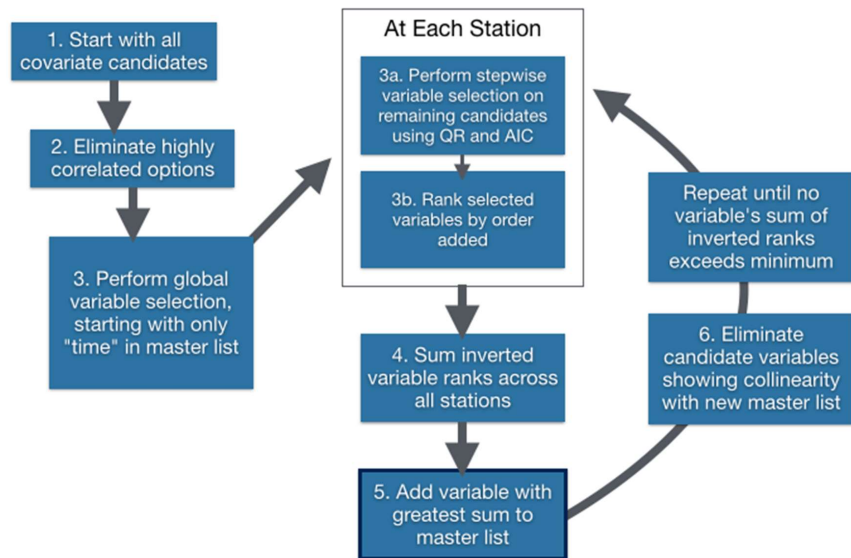 1. Start with all
covariate candidates
2. Eliminate highly
correlated options
3. Perform global
variable selection,
starting with only
"time" in master list
At Each Station
3a. Perform stepwise
variable selection on
remaining candidates
using QR and AIC
3b. Rank selected
variables by order
added
4. Sum inverted
variable ranks across
all stations
5. Add variable with
greatest sum to
master list
6. Eliminate
candidate variables
showing collinearity
with new master list
Repeat until no
variable's sum of
inverted ranks
exceeds minimum